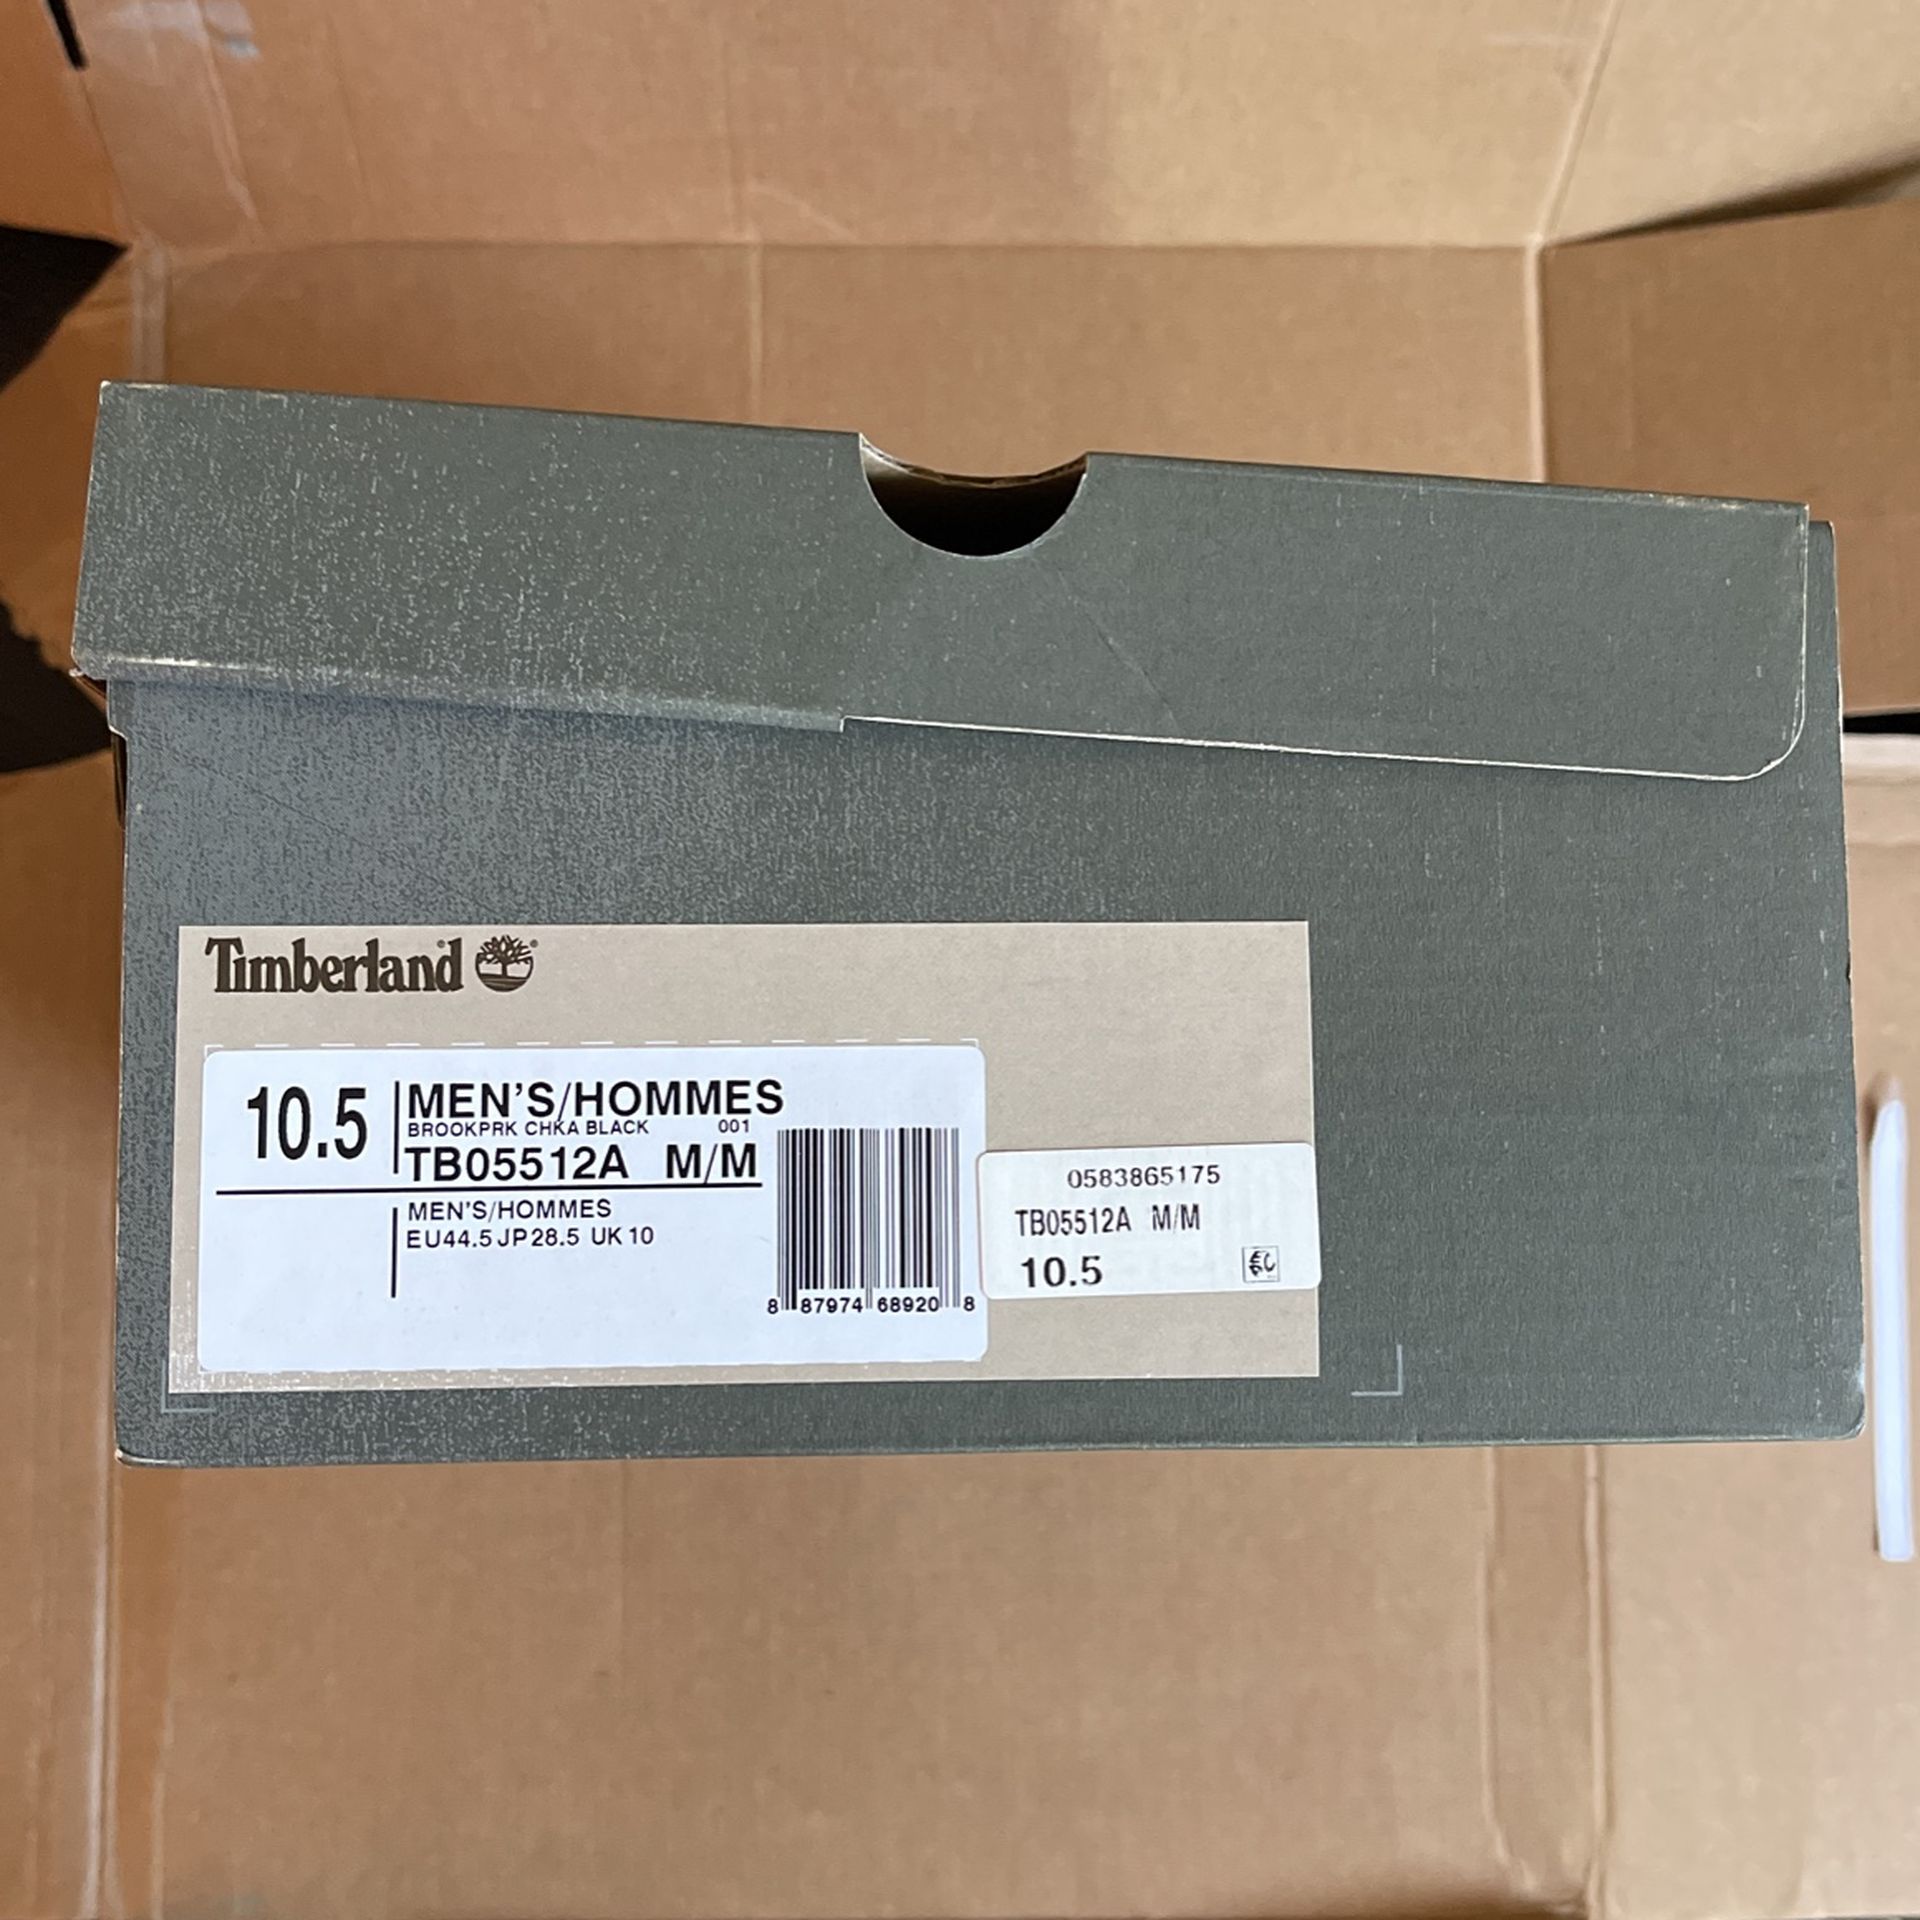 Timberland
10.5
MEN'S/HOMMES
BROOKPRK CHKA BLACK 001
TB05512A M/M
MEN'S/HOMMES
EU44.5 JP28.5 UK 10
8 87974 68920 8
0583865175
TB05512A M/M
10.5